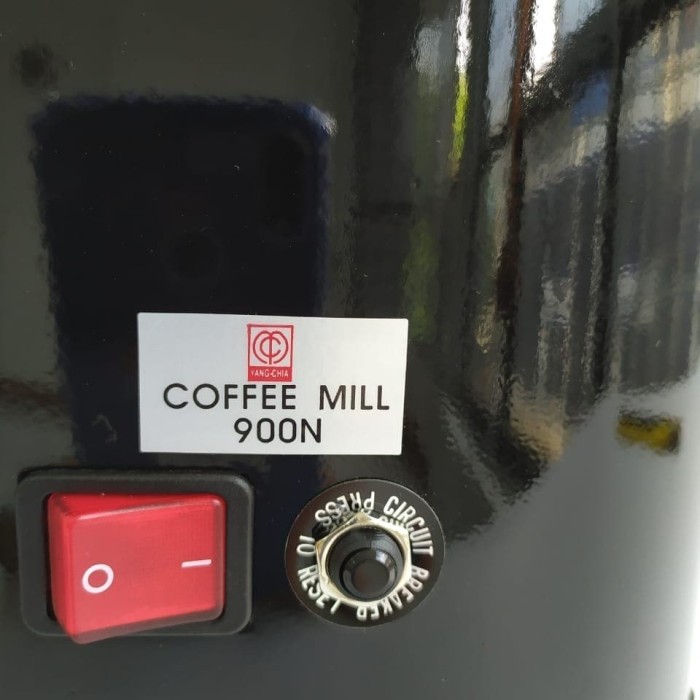 YANG-CHIA
COFFEE MILL
900N
O I
CIRCUIT BREAKER
PRESS TO RESET